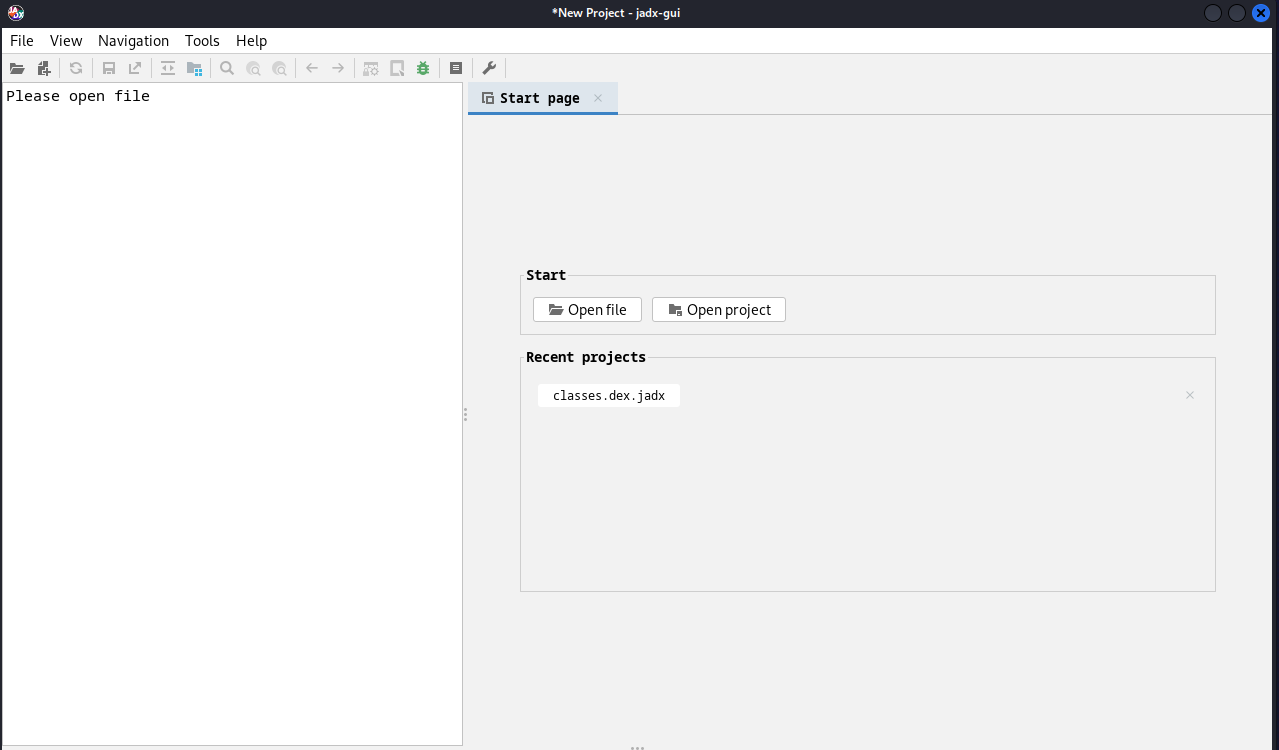 *New Project - jadx-gui
File View Navigation Tools Help
Please open file
Start page
Start
Open file Open project
Recent projects
classes.dex.jadx